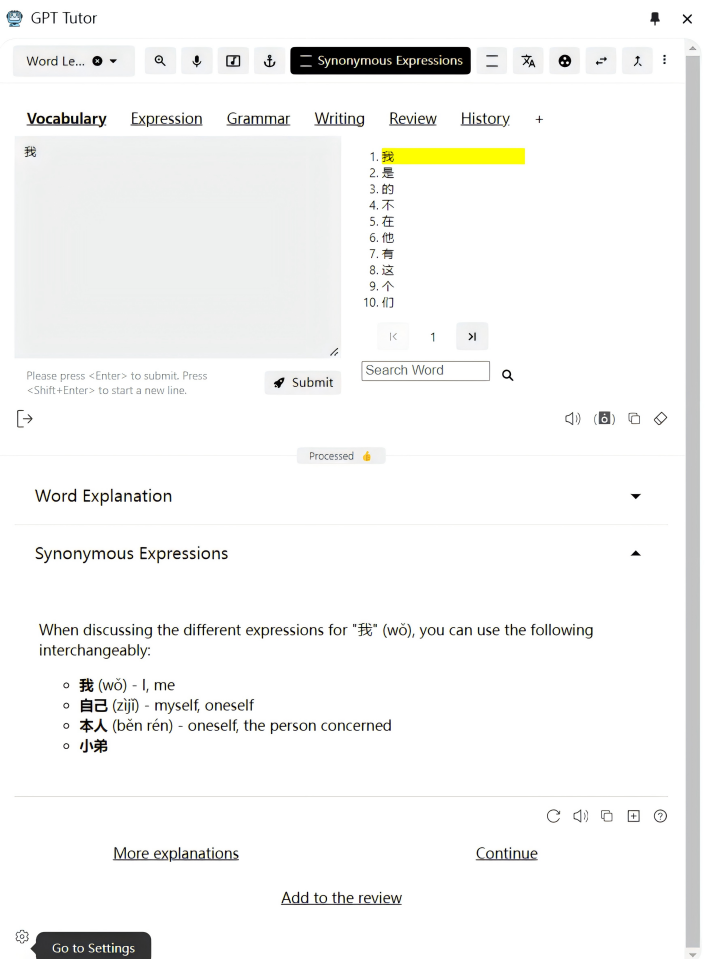 GPT Tutor
Word Le...
Synonymous Expressions
Vocabulary Expression Grammar Writing Review History +
我
1. 我
2. 是
3. 的
4. 不
5. 在
6. 他
7. 有
8. 这
9. 个
10. 们
1
Please press <Enter> to submit. Press
<Shift+Enter> to start a new line.
Submit
Search Word
Processed 👍
Word Explanation
Synonymous Expressions
When discussing the different expressions for "我" (wǒ), you can use the following
interchangeably:
我 (wǒ) - I, me
自己 (zìjǐ) - myself, oneself
本人 (běn rén) - oneself, the person concerned
小弟
More explanations
Continue
Add to the review
Go to Settings